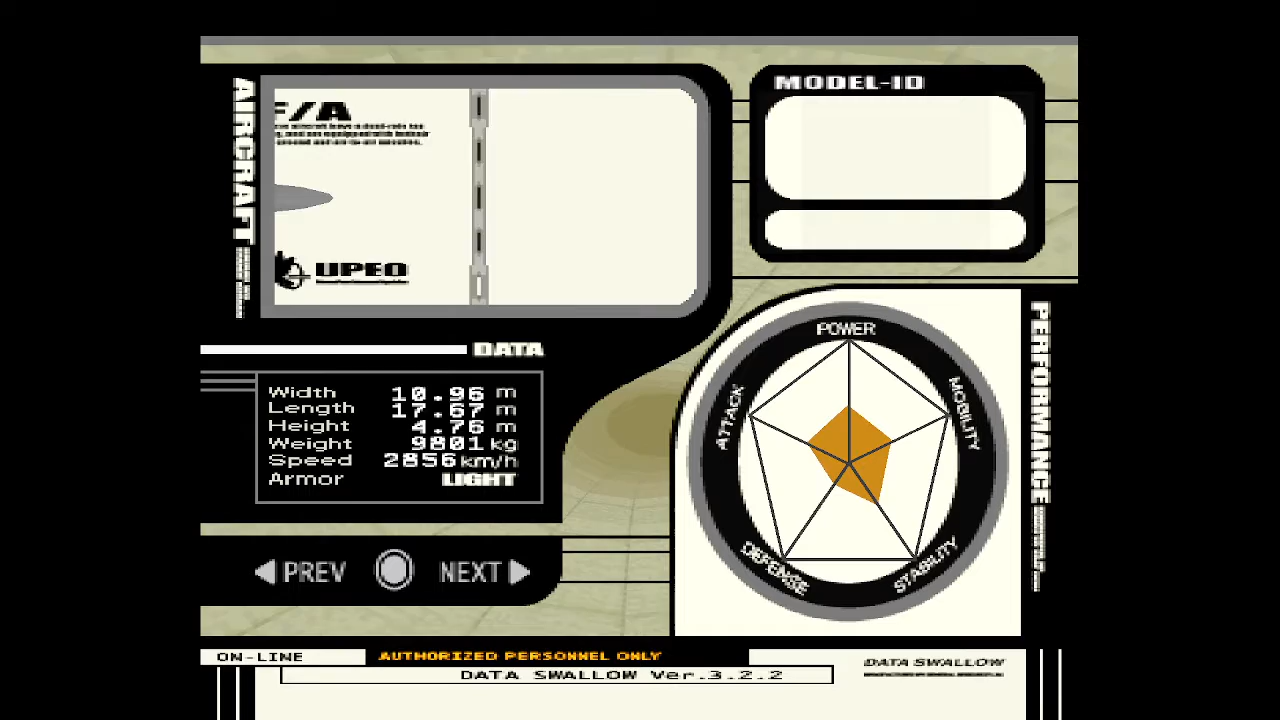 F/A
UPEO
AIRCRAFT
MODEL-ID
DATA
Width 10.96 m
Length 17.67 m
Height 4.76 m
Weight 9801 kg
Speed 2856 km/h
Armor LIGHT
PERFORMANCE
POWER
MOBILITY
STABILITY
DEFENSE
ATTACK
PREV
NEXT
ON-LINE
AUTHORIZED PERSONNEL ONLY
DATA SWALLOW Ver.3.2.2
DATA SWALLOW